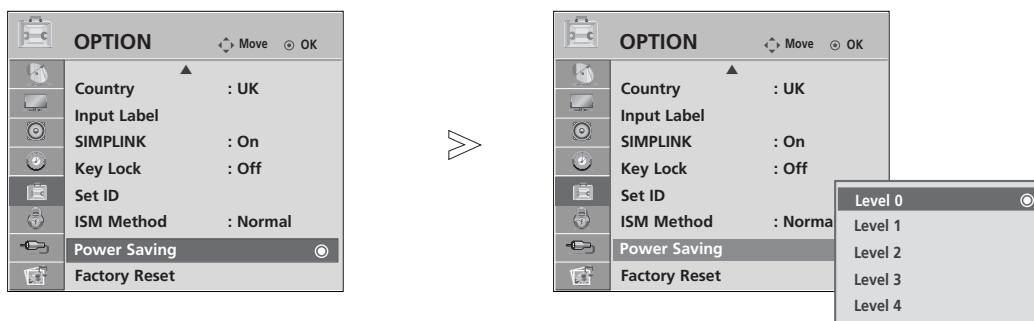 OPTION Move OK
Country : UK
Input Label
SIMPLINK : On
Key Lock : Off
Set ID
ISM Method : Normal
Power Saving
Factory Reset
OPTION Move OK
Country : UK
Input Label
SIMPLINK : On
Key Lock : Off
Set ID
ISM Method : Norma
Power Saving
Factory Reset
Level 0
Level 1
Level 2
Level 3
Level 4